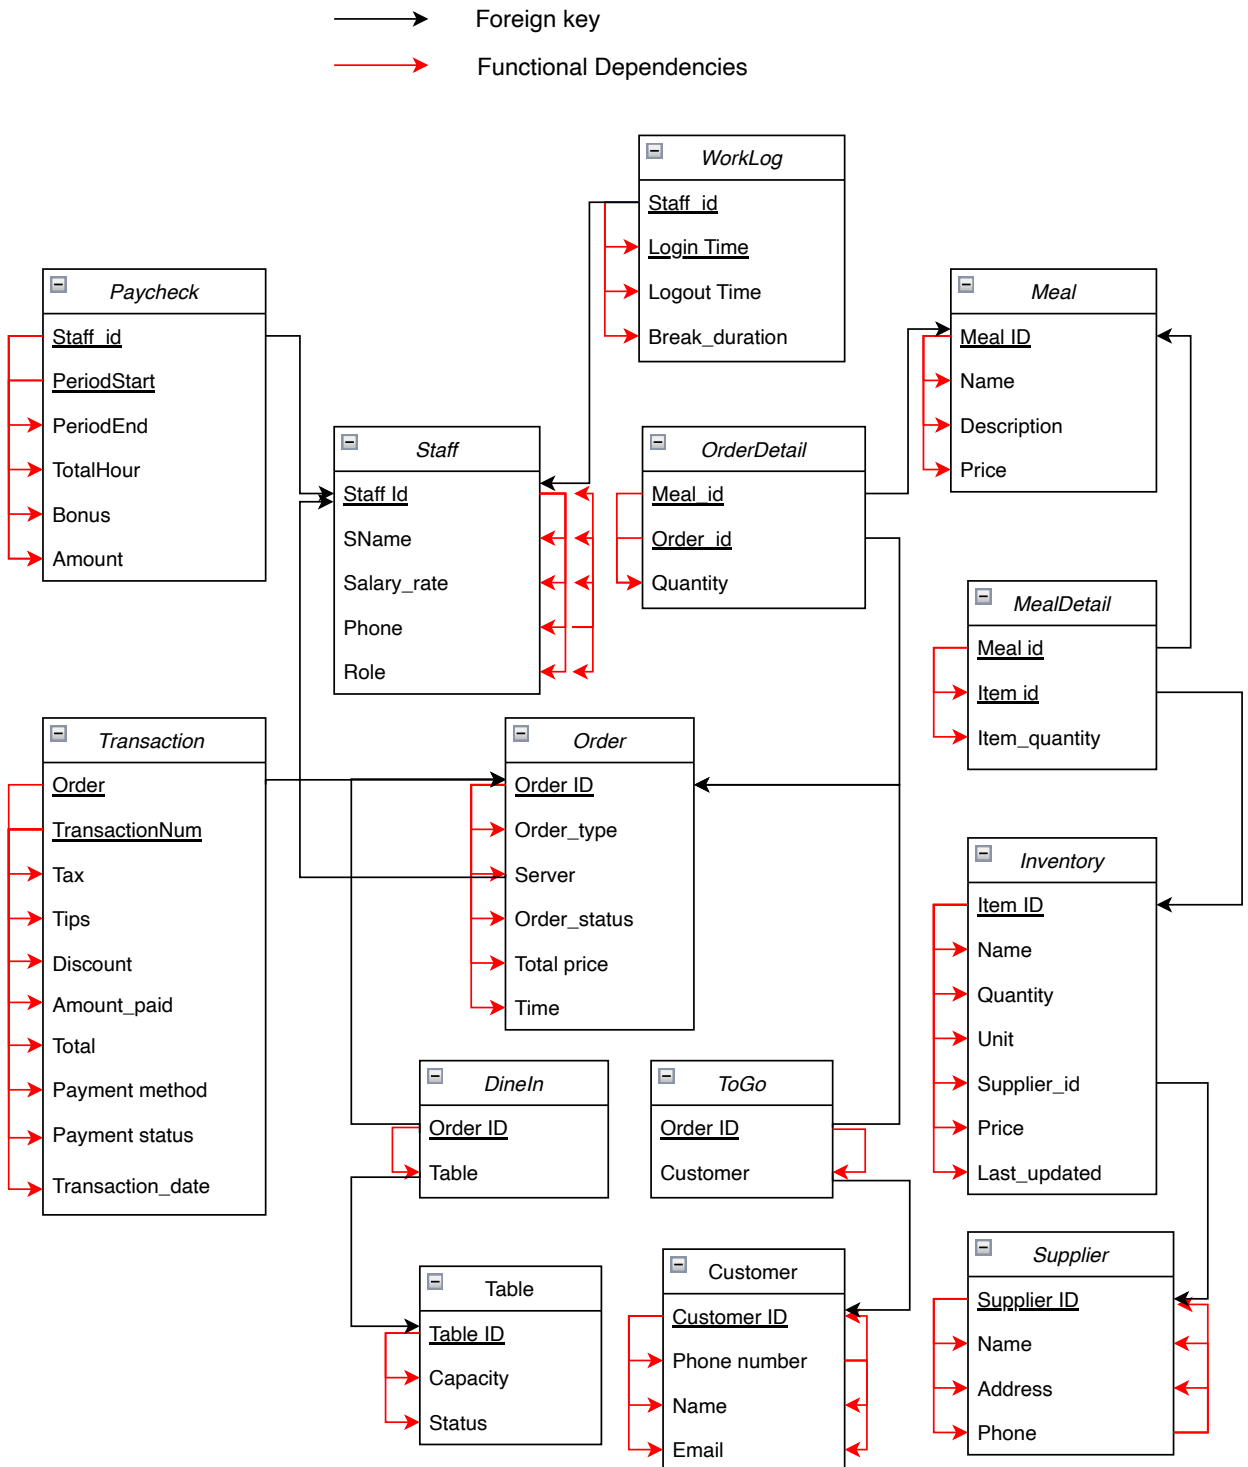 Foreign key
Functional Dependencies
WorkLog
Staff_id
Login Time
Logout Time
Break_duration
Paycheck
Staff_id
PeriodStart
PeriodEnd
TotalHour
Bonus
Amount
Meal
Meal ID
Name
Description
Price
Staff
Staff Id
SName
Salary_rate
Phone
Role
OrderDetail
Meal_id
Order_id
Quantity
MealDetail
Meal id
Item id
Item_quantity
Transaction
Order
TransactionNum
Tax
Tips
Discount
Amount_paid
Total
Payment method
Payment status
Transaction_date
Order
Order ID
Order_type
Server
Order_status
Total price
Time
Inventory
Item ID
Name
Quantity
Unit
Supplier_id
Price
Last_updated
DineIn
Order ID
Table
ToGo
Order ID
Customer
Table
Table ID
Capacity
Status
Customer
Customer ID
Phone number
Name
Email
Supplier
Supplier ID
Name
Address
Phone